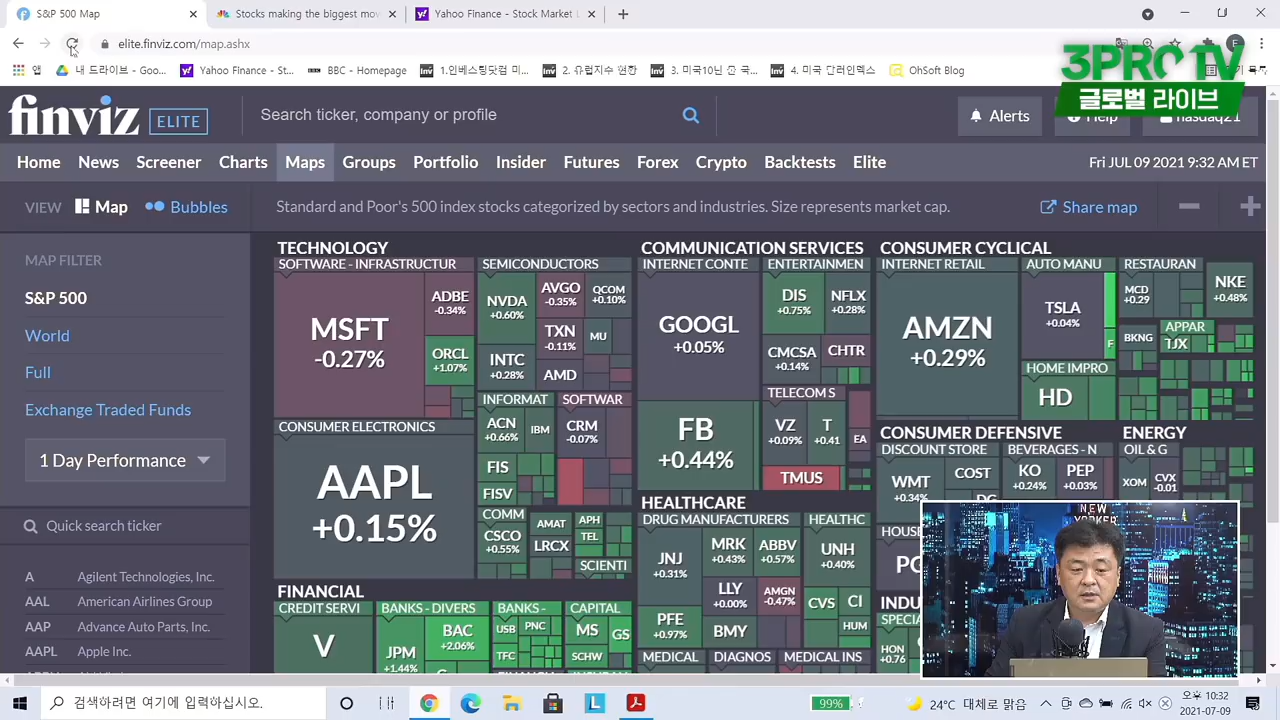 S&P 500 Map
Stocks making the biggest mov
Yahoo Finance - Stock Market L
elite.finviz.com/map.ashx
앱
내 드라이브 - Goo...
Yahoo Finance - St...
BBC - Homepage
1.인베스팅닷컴 미...
2. 유럽지수 현황
3. 미국10년 본 국...
4. 미국 단러인덱스
OhSoft Blog
3PRO TV
글로벌 라이브
finviz ELITE
Search ticker, company or profile
Alerts
Help
nasdaq21
Home News Screener Charts Maps Groups Portfolio Insider Futures Forex Crypto Backtests Elite
Fri JUL 09 2021 9:32 AM ET
VIEW Map Bubbles
Standard and Poor's 500 index stocks categorized by sectors and industries. Size represents market cap.
Share map
MAP FILTER
S&P 500
World
Full
Exchange Traded Funds
1 Day Performance
Quick search ticker
A Agilent Technologies, Inc.
AAL American Airlines Group
AAP Advance Auto Parts, Inc.
AAPL Apple Inc.
TECHNOLOGY
SOFTWARE - INFRASTRUCTUR
MSFT
-0.27%
ADBE
-0.34%
ORCL
+1.07%
SEMICONDUCTORS
NVDA
+0.60%
AVGO
-0.35%
QCOM
+0.10%
TXN
-0.11%
MU
INTC
+0.28%
AMD
CONSUMER ELECTRONICS
AAPL
+0.15%
INFORMAT
ACN
+0.66%
IBM
FIS
FISV
SOFTWAR
CRM
-0.07%
COMM
CSCO
+0.55%
AMAT
LRCX
APH
TEL
SCIENTI
COMMUNICATION SERVICES
INTERNET CONTE
GOOGL
+0.05%
FB
+0.44%
ENTERTAINMEN
DIS
+0.75%
NFLX
+0.28%
CMCSA
+0.14%
CHTR
TELECOM S
VZ
+0.09%
T
+0.41
EA
TMUS
CONSUMER CYCLICAL
INTERNET RETAIL
AMZN
+0.29%
AUTO MANU
TSLA
+0.04%
F
HOME IMPRO
HD
RESTAURAN
MCD
+0.29
BKNG
NKE
+0.48%
APPAR
TJX
CONSUMER DEFENSIVE
DISCOUNT STORE
WMT
+0.34%
COST
BEVERAGES - N
KO
+0.24%
PEP
+0.03%
ENERGY
OIL & G
XOM
CVX
-0.01
HEALTHCARE
DRUG MANUFACTURERS
JNJ
+0.31%
MRK
+0.43%
ABBV
+0.57%
LLY
+0.00%
AMGN
-0.47%
PFE
+0.97%
BMY
HEALTHC
UNH
+0.40%
CVS
CI
HUM
MEDICAL
DIAGNOS
MEDICAL INS
FINANCIAL
CREDIT SERVI
V
BANKS - DIVERS
JPM
+1.44%
BAC
+2.06%
BANKS -
USB
PNC
TFC
CAPITAL
MS
GS
SCHW
HOUS
PG
INDU
SPECIA
HON
+0.76
NEW
YORKER
검색하려면 여기에 입력하십시오.
99%
24°C 대체로 맑음
오후 10:32
2021-07-09